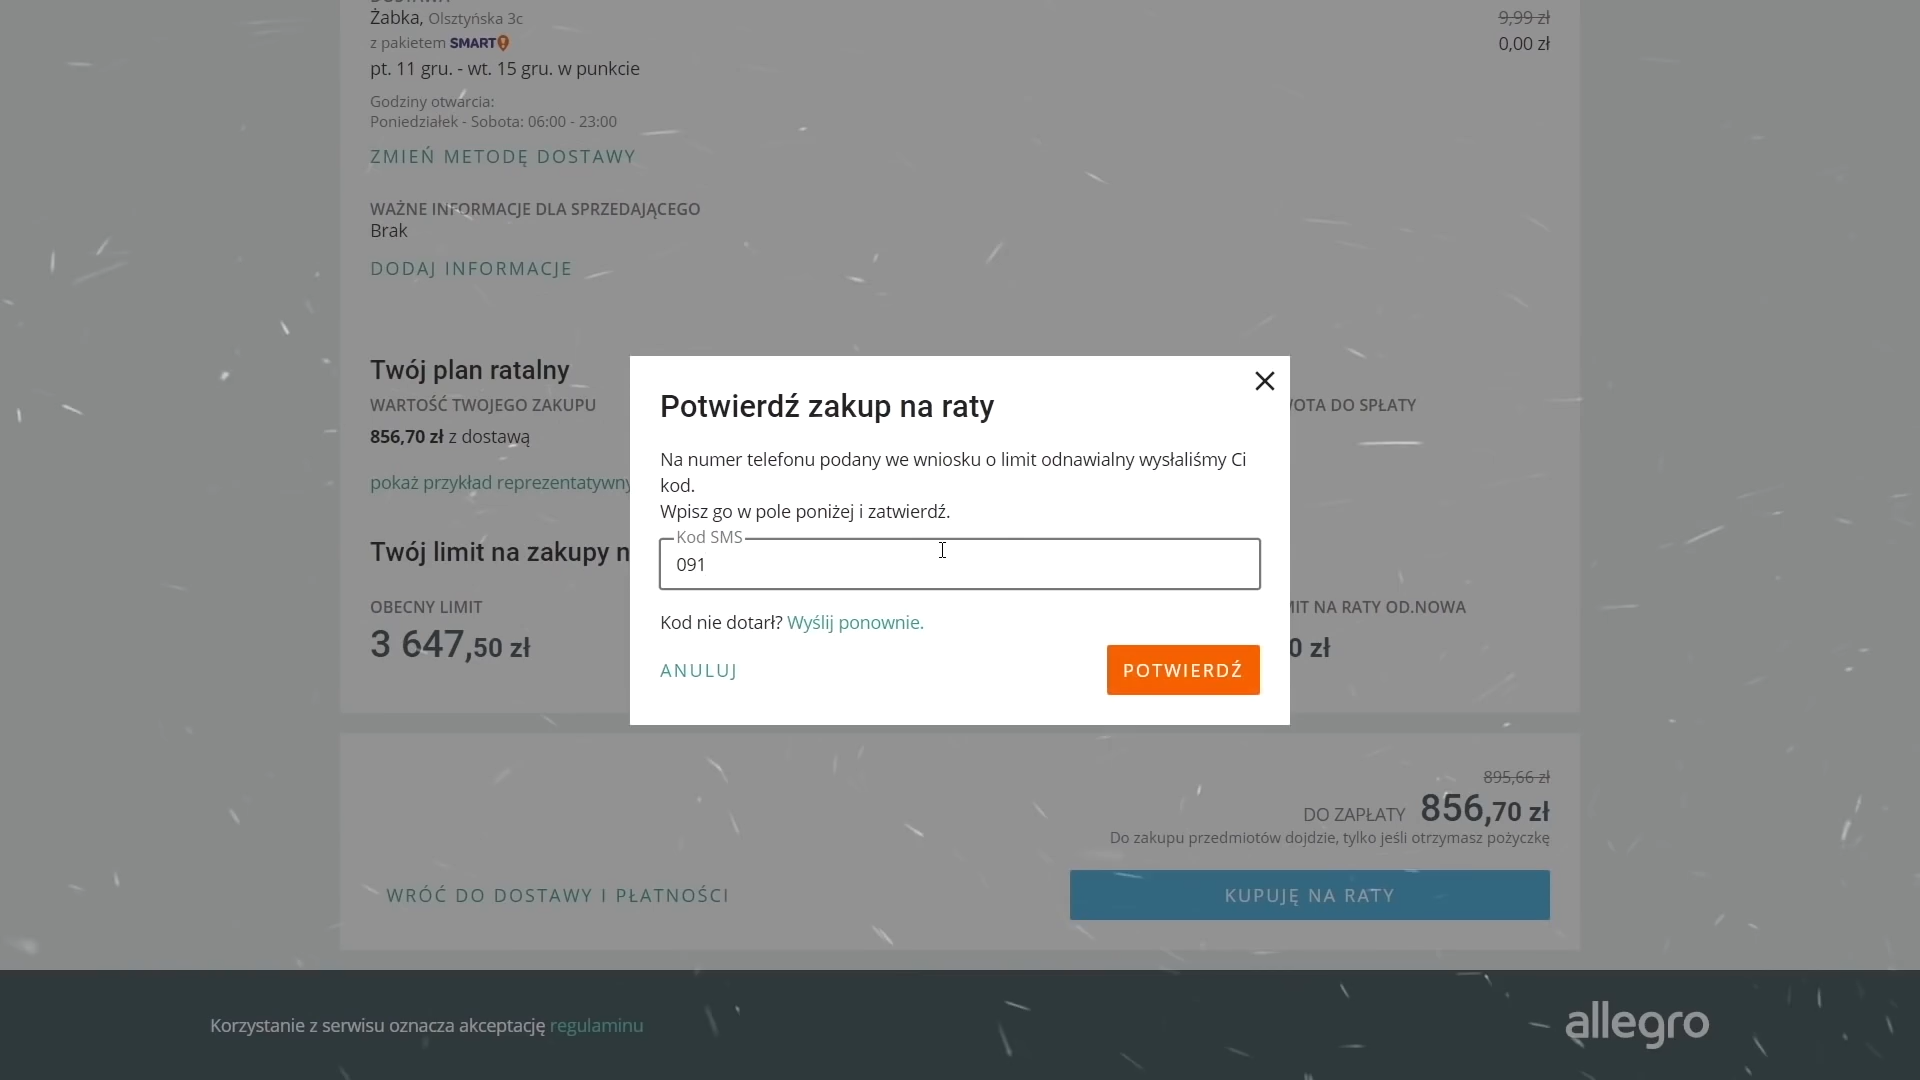 Żabka, Olsztyńska 3c
9,99 zł
z pakietem SMART!
0,00 zł
pt. 11 gru. - wt. 15 gru. w punkcie
Godziny otwarcia:
Poniedziałek - Sobota: 06:00 - 23:00
ZMIEŃ METODĘ DOSTAWY
WAŻNE INFORMACJE DLA SPRZEDAJĄCEGO
Brak
DODAJ INFORMACJE
Twój plan ratalny
WARTOŚĆ TWOJEGO ZAKUPU
856,70 zł z dostawą
pokaż przykład reprezentatywny
DO SPŁATY
Twój limit na zakupy
OBECNY LIMIT
3 647,50 zł
NA RATY OD.NOWA
0 zł
Potwierdź zakup na raty
Na numer telefonu podany we wniosku o limit odnawialny wysłaliśmy Ci
kod.
Wpisz go w pole poniżej i zatwierdź.
Kod SMS
091
Kod nie dotarł? Wyślij ponownie.
ANULUJ
POTWIERDŹ
895,66 zł
DO ZAPŁATY 856,70 zł
Do zakupu przedmiotów dojdzie, tylko jeśli otrzymasz pożyczkę
WRÓĆ DO DOSTAWY I PŁATNOŚCI
KUPUJĘ NA RATY
Korzystanie z serwisu oznacza akceptację regulaminu
allegro